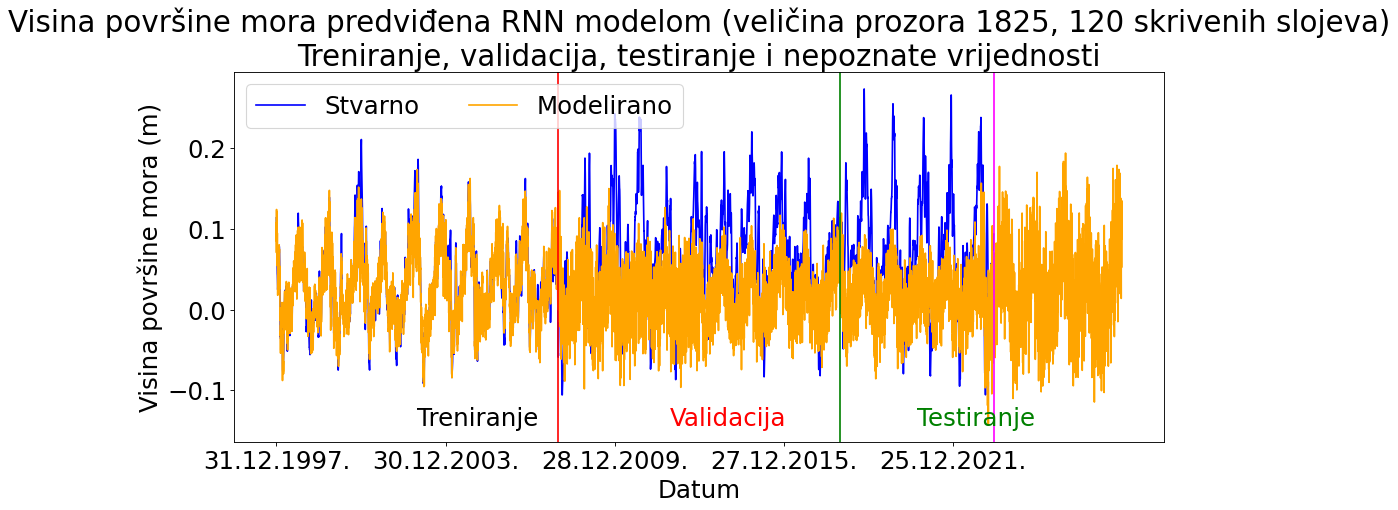 Visina površine mora predviđena RNN modelom (veličina prozora 1825, 120 skrivenih slojeva)
Treniranje, validacija, testiranje i nepoznate vrijednosti
Stvarno
Modelirano
Visina površine mora (m)
0.2
0.1
0.0
−0.1
Treniranje
Validacija
Testiranje
31.12.1997.
30.12.2003.
28.12.2009.
27.12.2015.
25.12.2021.
Datum